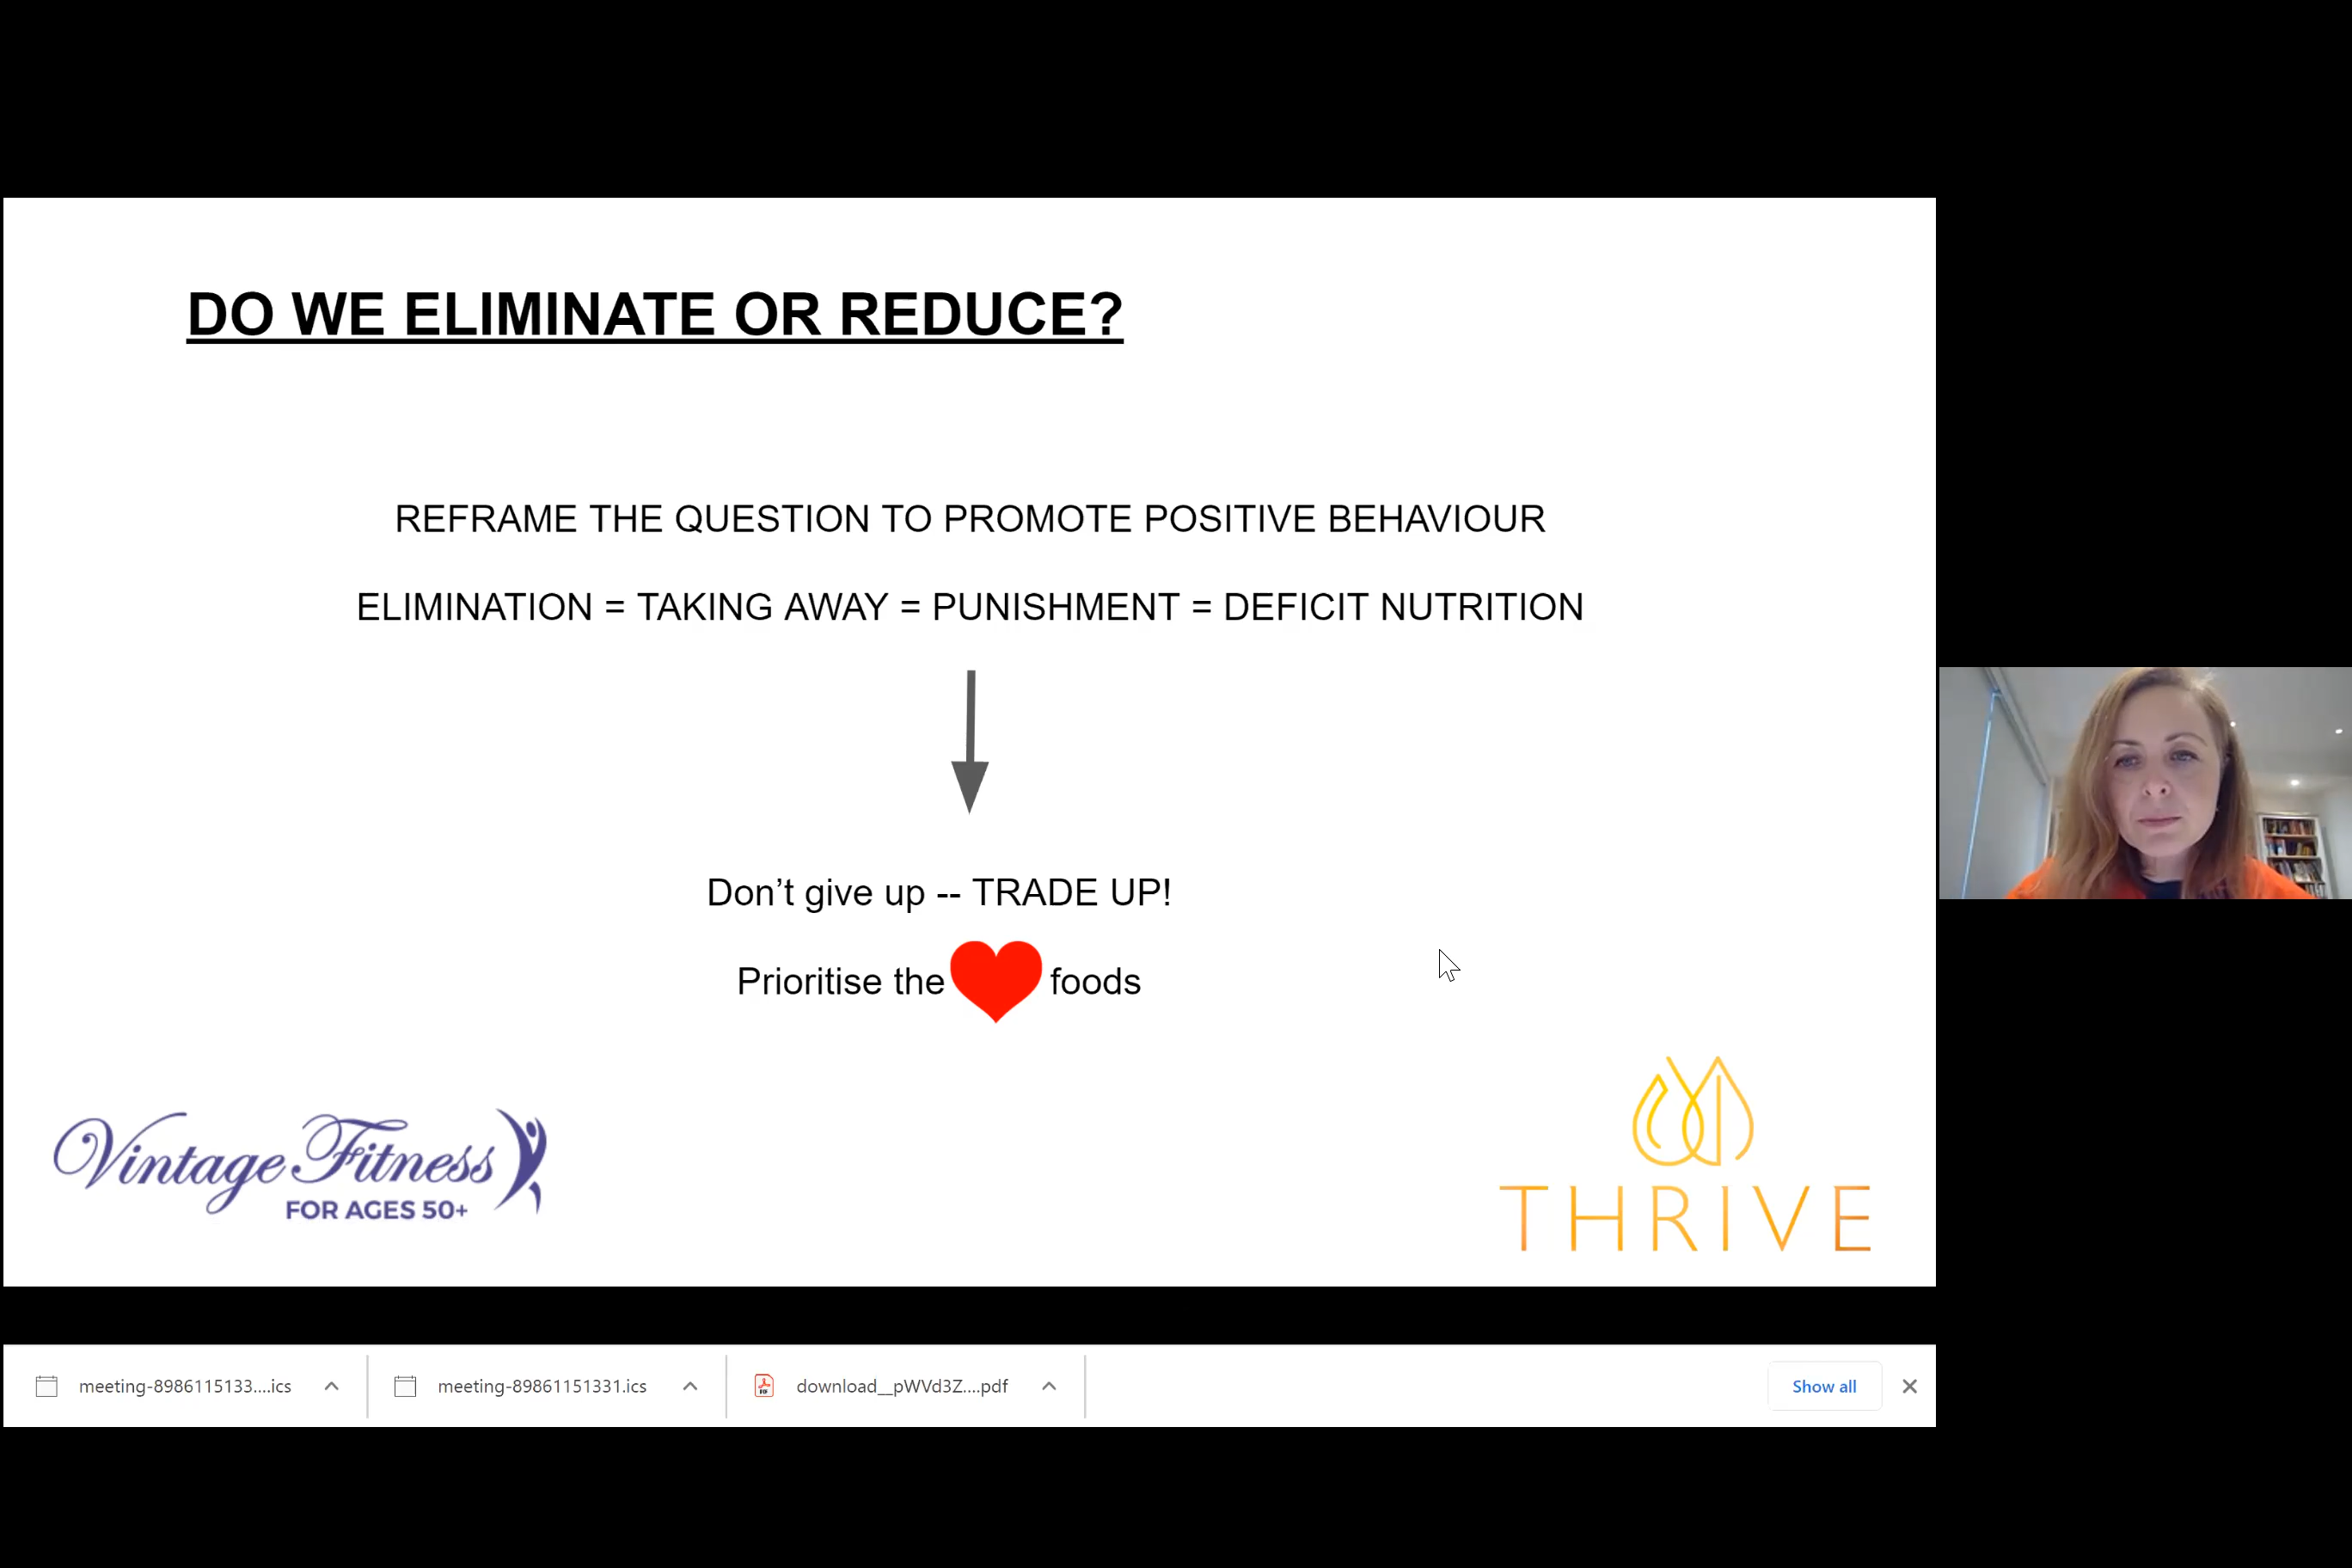 DO WE ELIMINATE OR REDUCE?
REFRAME THE QUESTION TO PROMOTE POSITIVE BEHAVIOUR
ELIMINATION = TAKING AWAY = PUNISHMENT = DEFICIT NUTRITION
Don’t give up -- TRADE UP!
Prioritise the foods
Vintage Fitness
FOR AGES 50+
THRIVE
meeting-8986115133....ics
meeting-89861151331.ics
download__pWVd3Z....pdf
Show all